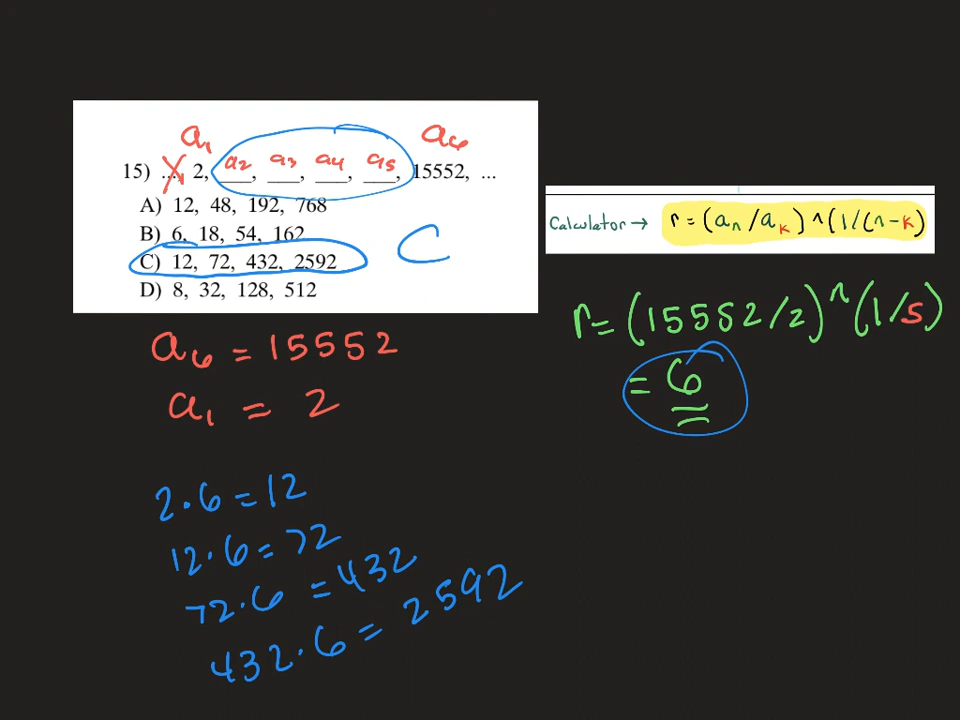 a₁ a₆
15) ..., 2, ___, ___, ___, ___, 15552, ...
a₂ a₃ a₄ a₅
A) 12, 48, 192, 768
B) 6, 18, 54, 162
C) 12, 72, 432, 2592
C
D) 8, 32, 128, 512
Calculator → r = (aₙ/aₖ) ^ (1/(n-k)
r = (15552/2)^(1/5)
= 6
a₆ = 15552
a₁ = 2
2·6 = 12
12·6 = 72
72·6 = 432
432·6 = 2592